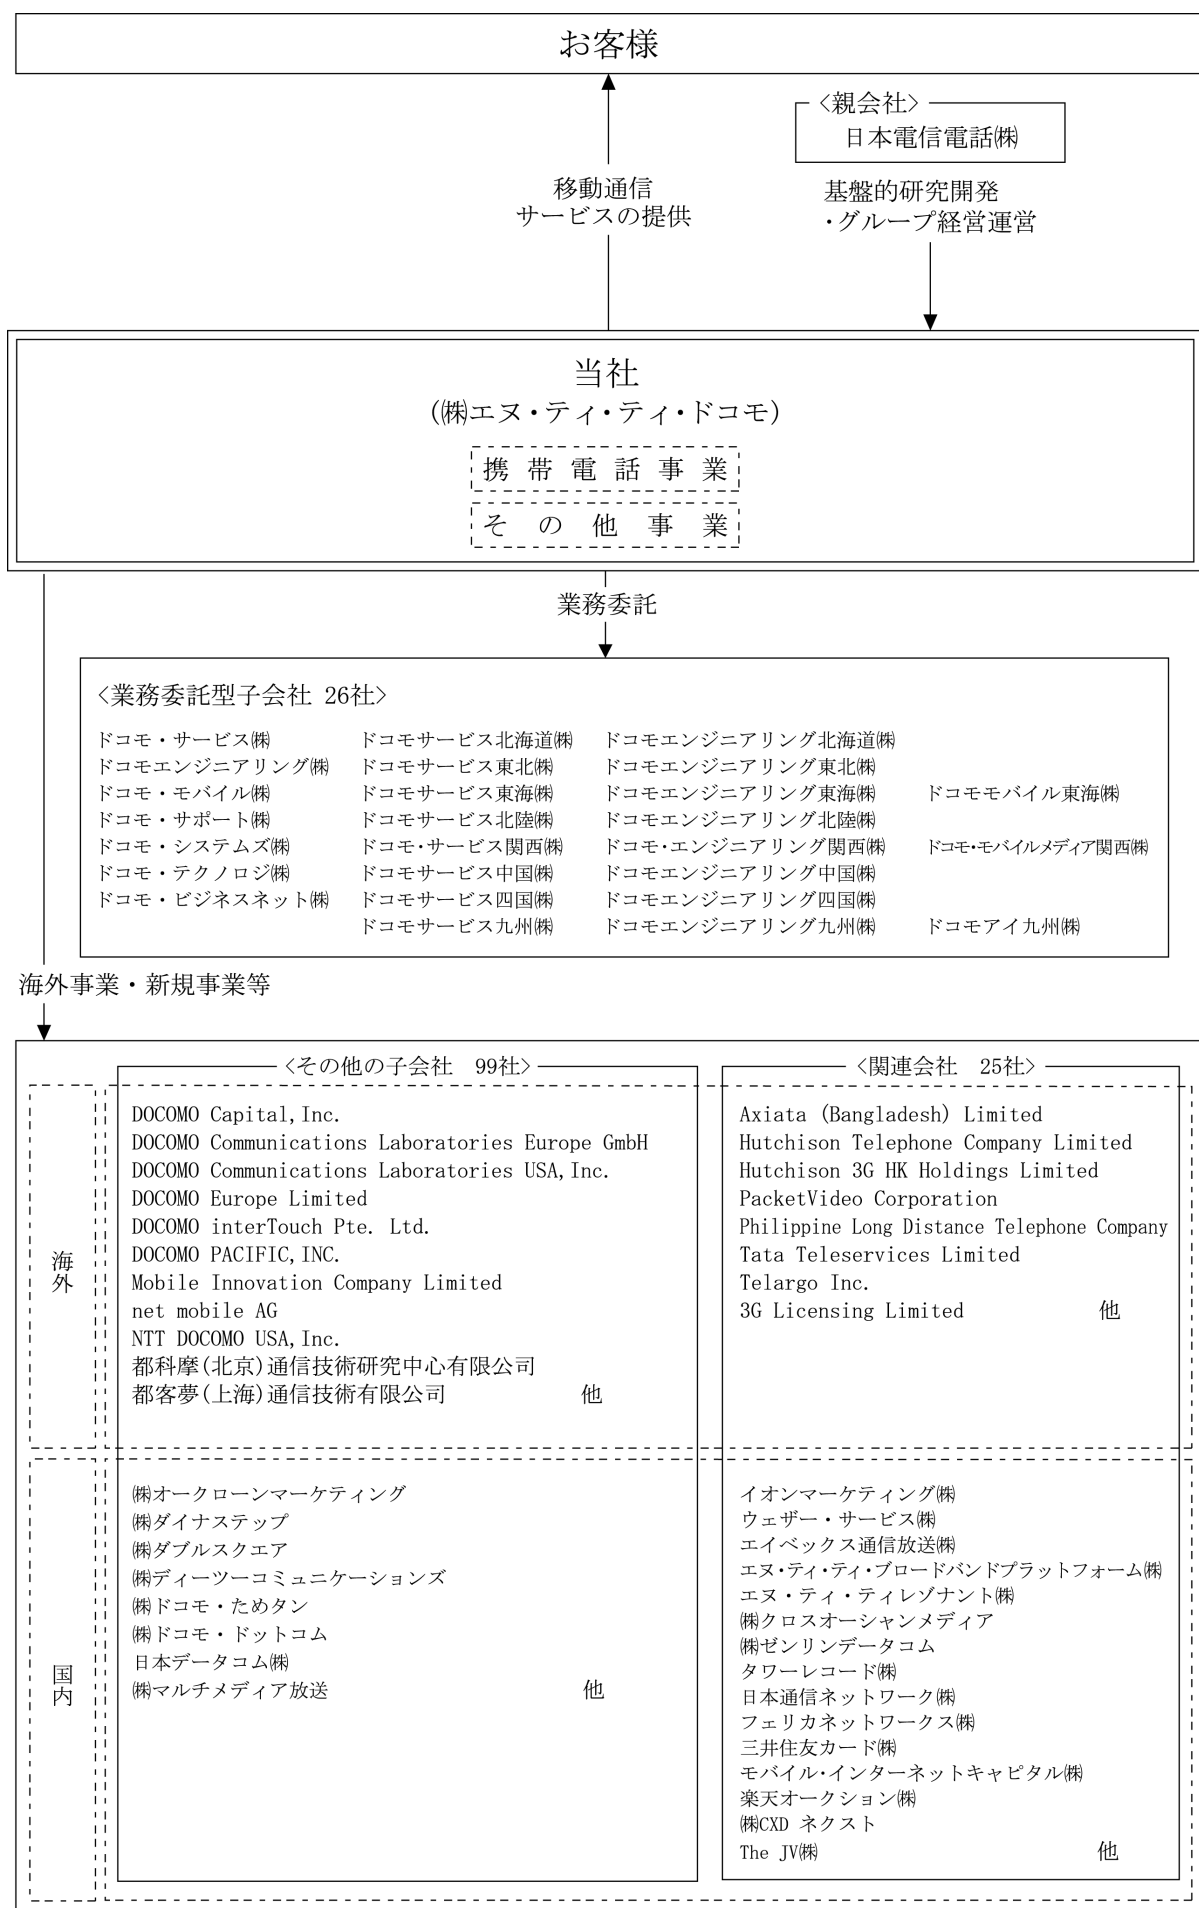 お客様
<親会社>
日本電信電話㈱
移動通信
サービスの提供
基盤的研究開発
・グループ経営運営
当社
（㈱エヌ・ティ・ティ・ドコモ）
携帯電話事業
その他事業
業務委託
<業務委託型子会社 26社>
ドコモ・サービス㈱ ドコモサービス北海道㈱ ドコモエンジニアリング北海道㈱
ドコモエンジニアリング㈱ ドコモサービス東北㈱ ドコモエンジニアリング東北㈱
ドコモ・モバイル㈱ ドコモサービス東海㈱ ドコモエンジニアリング東海㈱ ドコモモバイル東海㈱
ドコモ・サポート㈱ ドコモサービス北陸㈱ ドコモエンジニアリング北陸㈱
ドコモ・システムズ㈱ ドコモ・サービス関西㈱ ドコモ・エンジニアリング関西㈱ ドコモ・モバイルメディア関西㈱
ドコモ・テクノロジ㈱ ドコモサービス中国㈱ ドコモエンジニアリング中国㈱
ドコモ・ビジネスネット㈱ ドコモサービス四国㈱ ドコモエンジニアリング四国㈱
ドコモサービス九州㈱ ドコモエンジニアリング九州㈱ ドコモアイ九州㈱
海外事業・新規事業等
<その他の子会社 99社>
海外
DOCOMO Capital,Inc.
DOCOMO Communications Laboratories Europe GmbH
DOCOMO Communications Laboratories USA,Inc.
DOCOMO Europe Limited
DOCOMO interTouch Pte. Ltd.
DOCOMO PACIFIC,INC.
Mobile Innovation Company Limited
net mobile AG
NTT DOCOMO USA,Inc.
都科摩(北京)通信技術研究中心有限公司
都客夢(上海)通信技術有限公司 他
<関連会社 25社>
Axiata (Bangladesh) Limited
Hutchison Telephone Company Limited
Hutchison 3G HK Holdings Limited
PacketVideo Corporation
Philippine Long Distance Telephone Company
Tata Teleservices Limited
Telargo Inc.
3G Licensing Limited 他
国内
㈱オークローンマーケティング
㈱ダイナステップ
㈱ダブルスクエア
㈱ディーツーコミュニケーションズ
㈱ドコモ・ためタン
㈱ドコモ・ドットコム
日本データコム㈱
㈱マルチメディア放送 他
イオンマーケティング㈱
ウェザー・サービス㈱
エイベックス通信放送㈱
エヌ・ティ・ティ・ブロードバンドプラットフォーム㈱
エヌ・ティ・ティレゾナント㈱
㈱クロスオーシャンメディア
㈱ゼンリンデータコム
タワーレコード㈱
日本通信ネットワーク㈱
フェリカネットワークス㈱
三井住友カード㈱
モバイル・インターネットキャピタル㈱
楽天オークション㈱
㈱CXD ネクスト
The JV㈱ 他